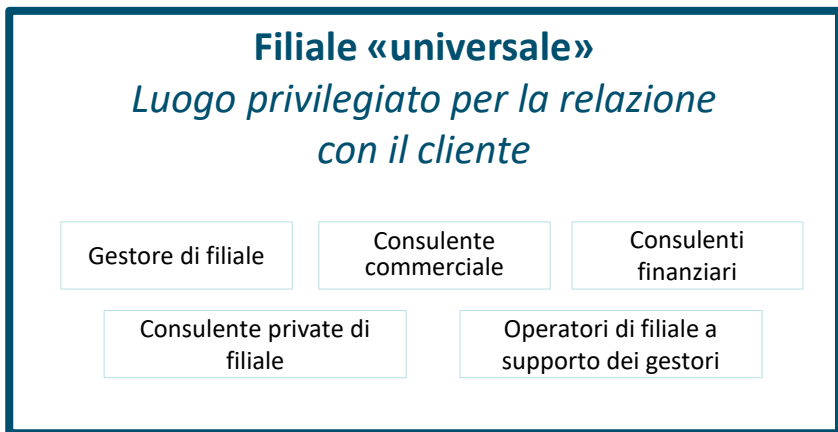 Filiale «universale»
Luogo privilegiato per la relazione
con il cliente
Gestore di filiale
Consulente
commerciale
Consulenti
finanziari
Consulente private di
filiale
Operatori di filiale a
supporto dei gestori